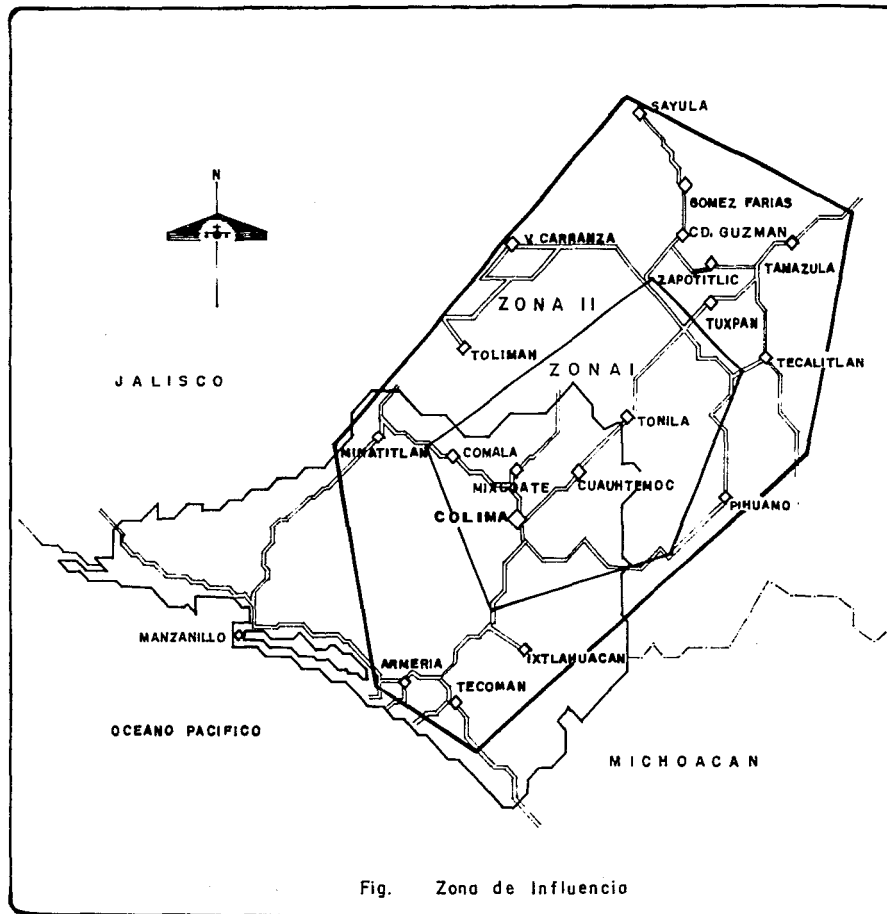 SAYULA
N
GOMEZ FARIAS
CD. GUZMAN
V. CARRANZA
TAMAZULA
ZAPOTITLIC
ZONA II
TUXPAN
TOLIMAN
TECALITLAN
ZONA I
JALISCO
TONILA
MINATITLAN
COMALA
MIXCOATE
CUAUHTEMOC
PIHUAMO
COLIMA
MANZANILLO
IXTLAHUACAN
ARMERIA
TECOMAN
OCEANO PACIFICO
MICHOACAN
Fig. Zona de Influencia